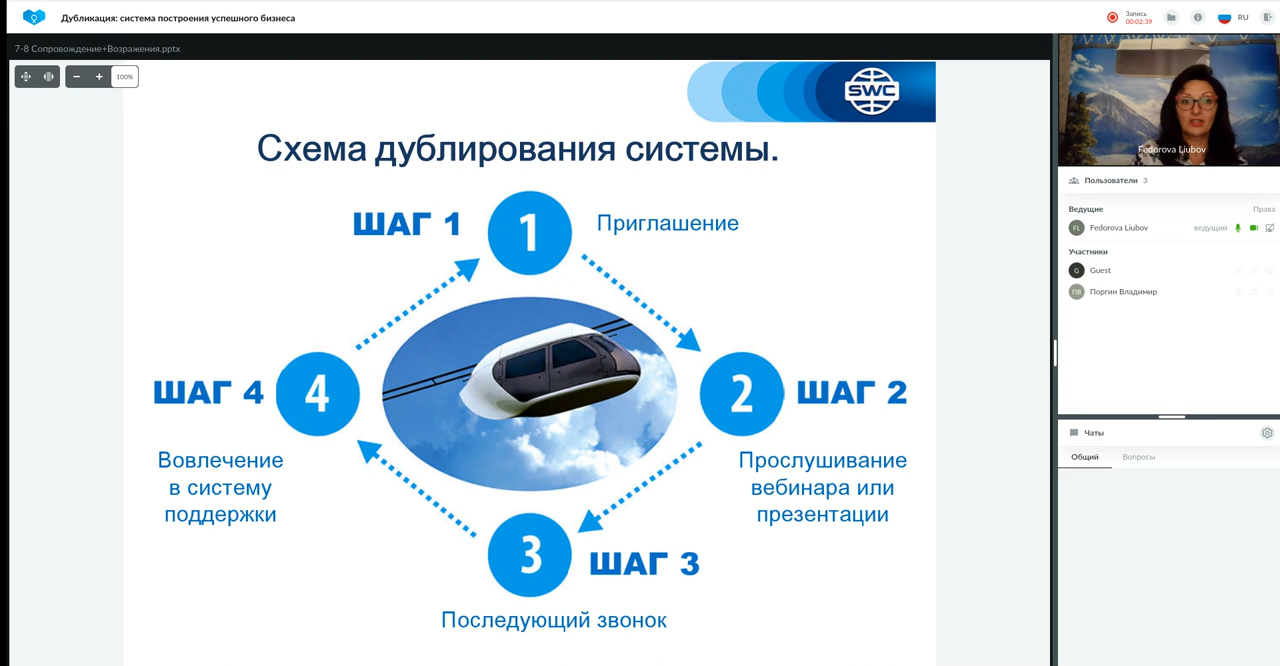 Дубликация: система построения успешного бизнеса
Запись
00:02:39
RU
7-8 Сопровождение+Возражения.pptx
100%
SWC
Схема дублирования системы.
ШАГ 1
1
Приглашение
ШАГ 4
4
2
ШАГ 2
Вовлечение
в систему
поддержки
Прослушивание
вебинара или
презентации
3
ШАГ 3
Последующий звонок
Fedorova Liubov
Пользователи 3
Ведущие
Права
FL
Fedorova Liubov
ведущий
Участники
G
Guest
ПВ
Поргин Владимир
Чаты
Общий
Вопросы